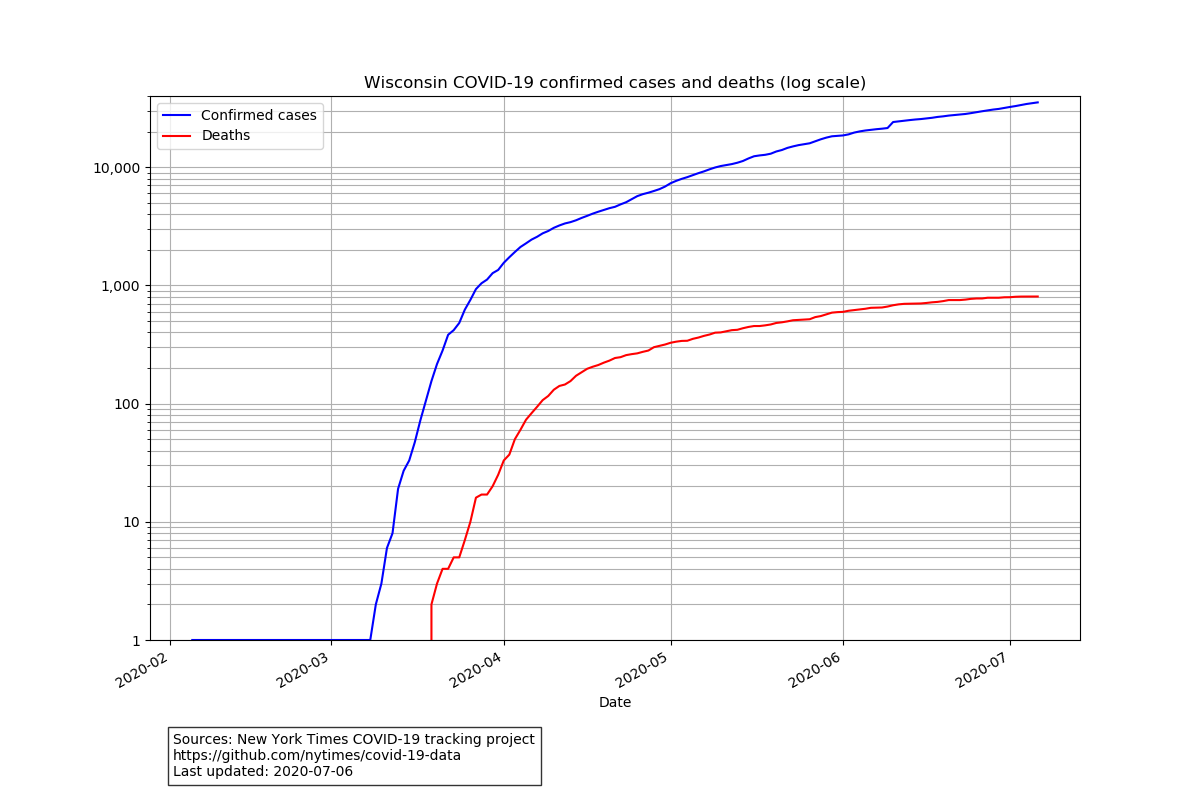 Wisconsin COVID-19 confirmed cases and deaths (log scale)
Confirmed cases
Deaths
10,000
1,000
100
10
1
2020-02
2020-03
2020-04
2020-05
2020-06
2020-07
Date
Sources: New York Times COVID-19 tracking project
https://github.com/nytimes/covid-19-data
Last updated: 2020-07-06